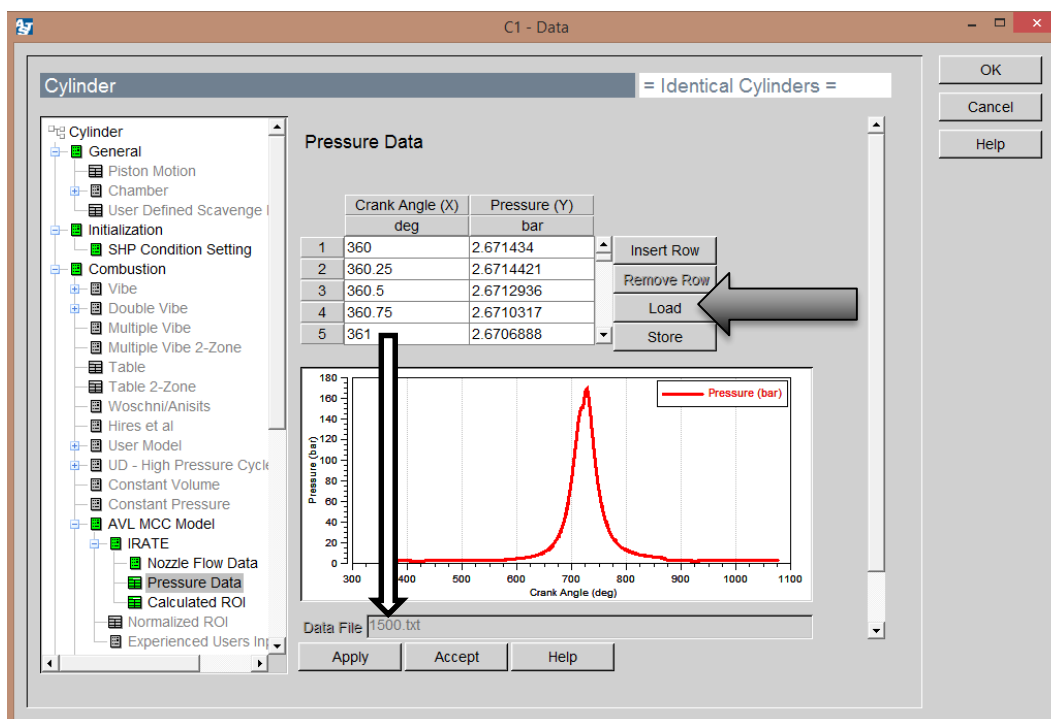 C1 - Data
Cylinder
= Identical Cylinders =
OK
Cancel
Help
Cylinder
General
Piston Motion
Chamber
User Defined Scavenge
Initialization
SHP Condition Setting
Combustion
Vibe
Double Vibe
Multiple Vibe
Multiple Vibe 2-Zone
Table
Table 2-Zone
Woschni/Anisits
Hires et al
User Model
UD - High Pressure Cycle
Constant Volume
Constant Pressure
AVL MCC Model
IRATE
Nozzle Flow Data
Pressure Data
Calculated ROI
Normalized ROI
Experienced Users
Pressure Data
Crank Angle (X) Pressure (Y)
deg bar
1 360 2.671434
2 360.25 2.6714421
3 360.5 2.6712936
4 360.75 2.6710317
5 361 2.6706888
Insert Row
Remove Row
Load
Store
Pressure (bar)
180
160
140
120
100
80
60
40
20
0
Pressure (bar)
300 400 500 600 700 800 900 1000 1100
Crank Angle (deg)
Data File 1500.txt
Apply Accept Help